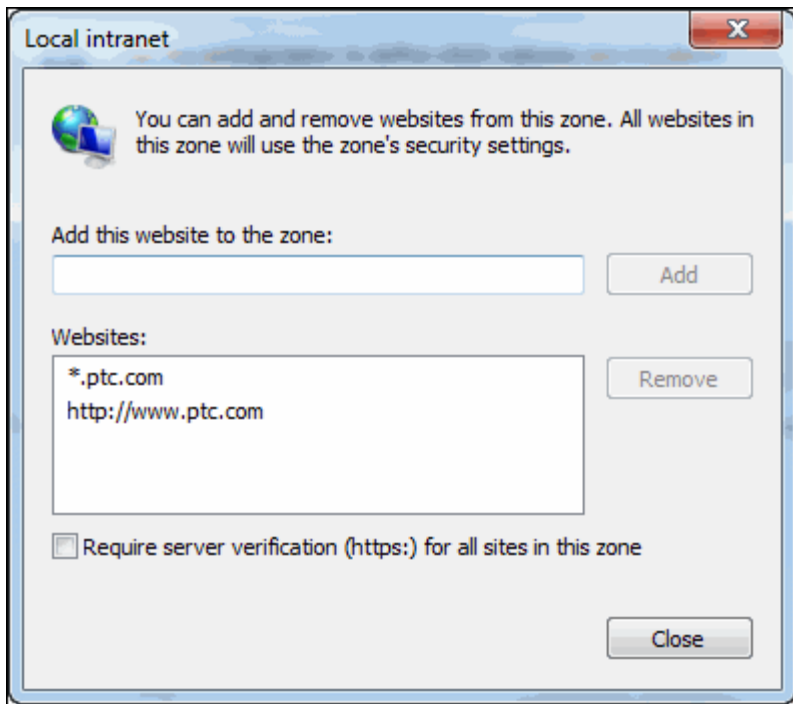 Local intranet
You can add and remove websites from this zone. All websites in
this zone will use the zone's security settings.
Add this website to the zone:
Add
Websites:
*.ptc.com
http://www.ptc.com
Remove
Require server verification (https:) for all sites in this zone
Close